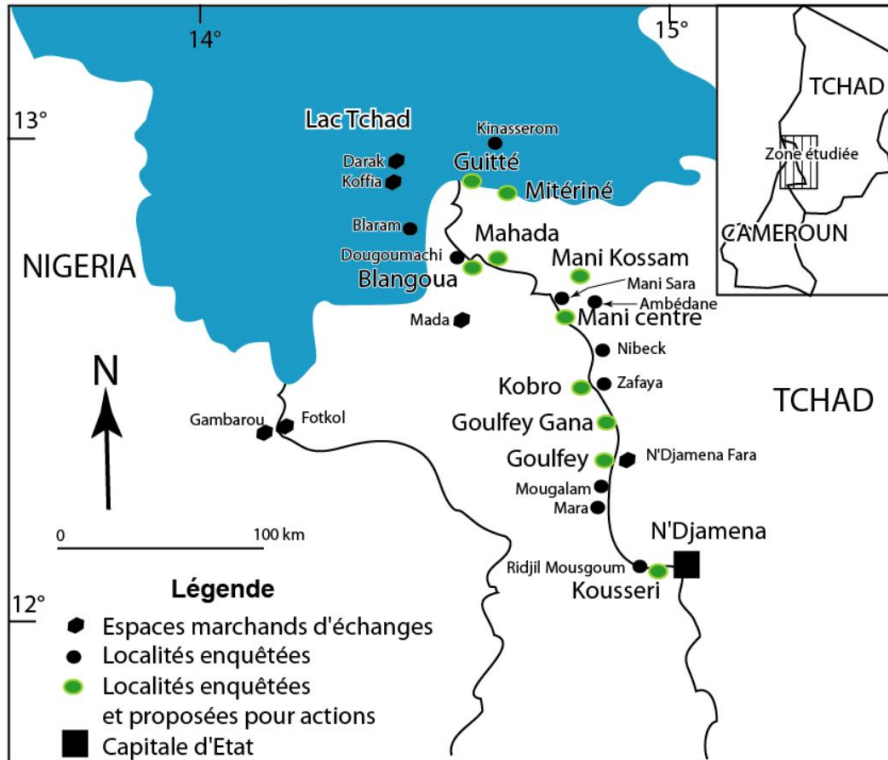 14°
15°
13°
12°
TCHAD
Zone étudiée
CAMEROUN
Lac Tchad
Kinasserom
Darak
Guitté
Koffia
Mitériné
Blaram
Mahada
Dougoumachi
Mani Kossam
NIGERIA
Blangoua
Mani Sara
Ambédane
Mada
Mani centre
Nibeck
N
Kobro
Zafaya
TCHAD
Gambarou
Fotkol
Goulfey Gana
Goulfey
N'Djamena Fara
Mougalam
Mara
0
100 km
N'Djamena
Ridjil Mousgoum
Kousseri
Légende
Espaces marchands d'échanges
Localités enquêtées
Localités enquêtées
et proposées pour actions
Capitale d'Etat